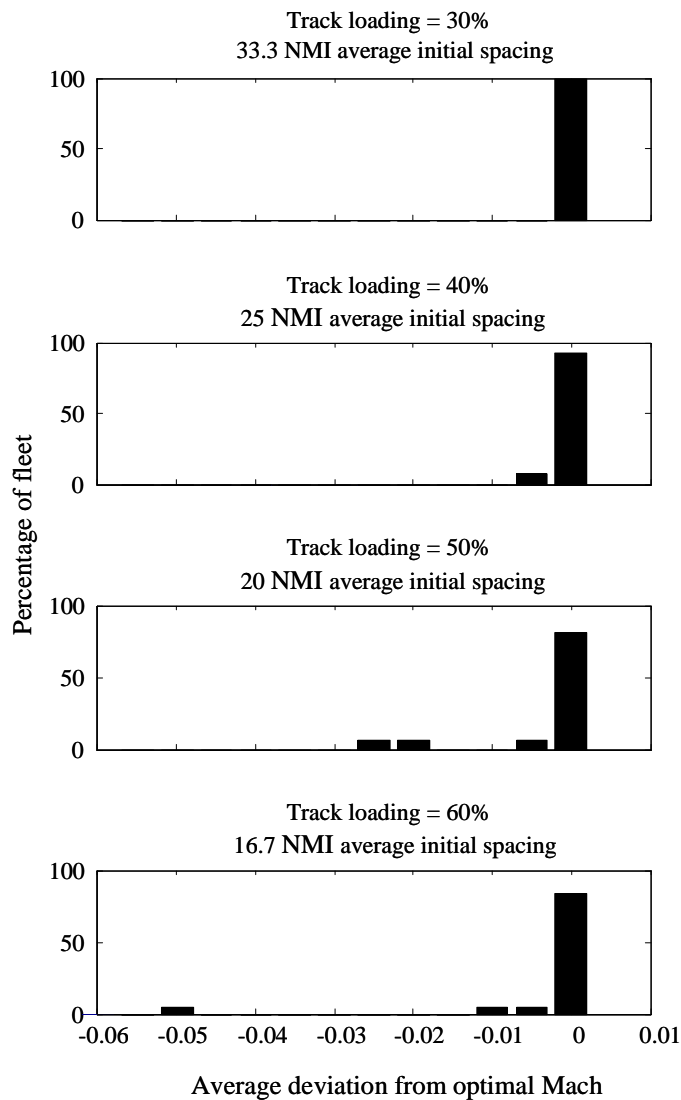 Track loading = 30%
33.3 NMI average initial spacing
100
50
0
Track loading = 40%
25 NMI average initial spacing
100
50
0
Percentage of fleet
Track loading = 50%
20 NMI average initial spacing
100
50
0
Track loading = 60%
16.7 NMI average initial spacing
100
50
0
-0.06 -0.05 -0.04 -0.03 -0.02 -0.01 0 0.01
Average deviation from optimal Mach